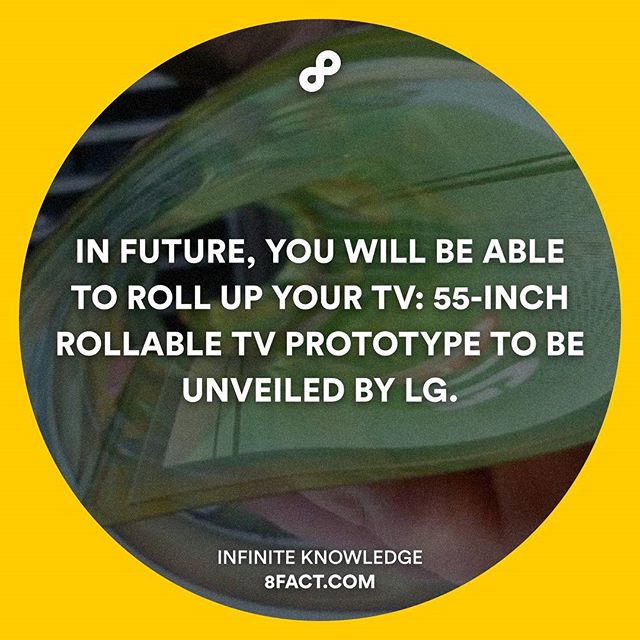 IN FUTURE, YOU WILL BE ABLE
TO ROLL UP YOUR TV: 55-INCH
ROLLABLE TV PROTOTYPE TO BE
UNVEILED BY LG.
INFINITE KNOWLEDGE
8FACT.COM